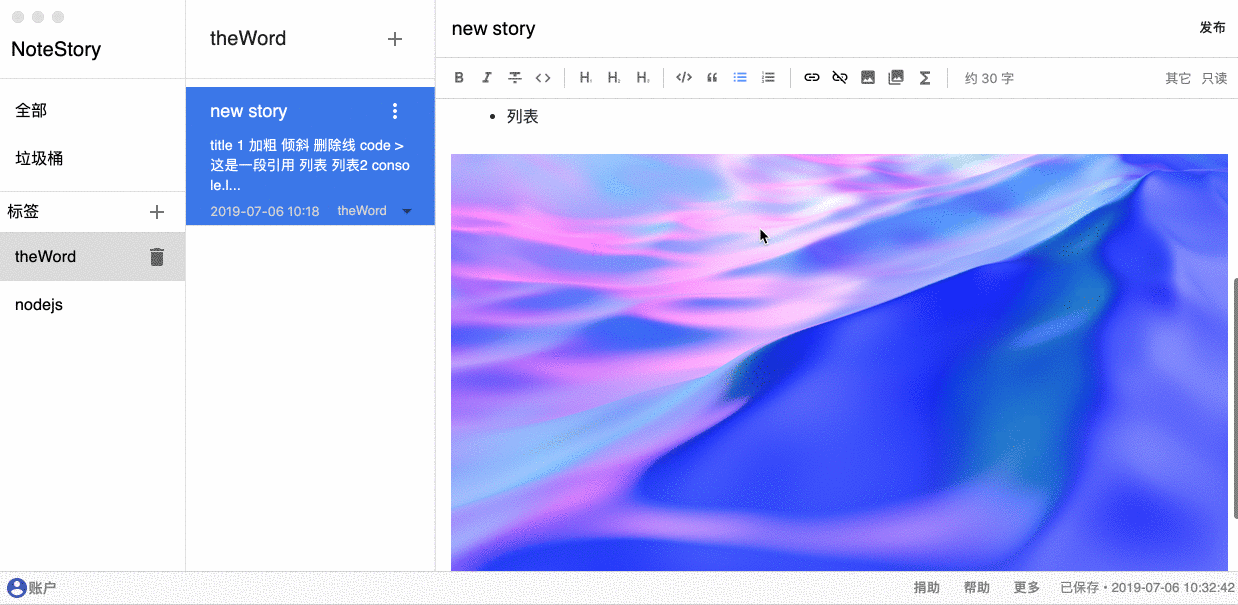 NoteStory
全部
垃圾桶
标签
theWord
nodejs
theWord
new story
title 1 加粗 倾斜 删除线 code >
这是一段引用 列表 列表2 conso
le.l...
2019-07-06 10:18 theWord
new story
发布
B I H1 H2 H3 约 30 字 其它 只读
• 列表
账户
捐助 帮助 更多 已保存 • 2019-07-06 10:32:42